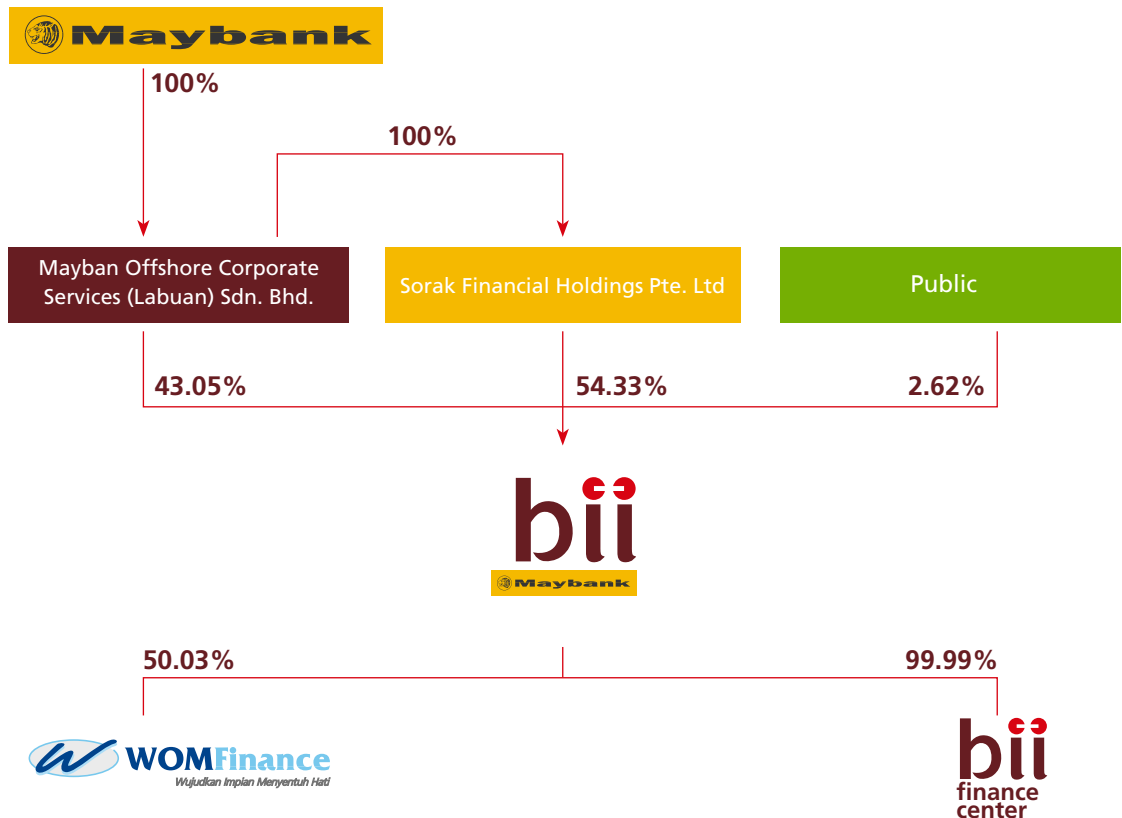 Maybank
100%
100%
Mayban Offshore Corporate
Services (Labuan) Sdn. Bhd.
Sorak Financial Holdings Pte. Ltd
Public
43.05%
54.33%
2.62%
bii
Maybank
50.03%
99.99%
WOMFinance
Wujudkan Impian Menyentuh Hati
bii
finance
center